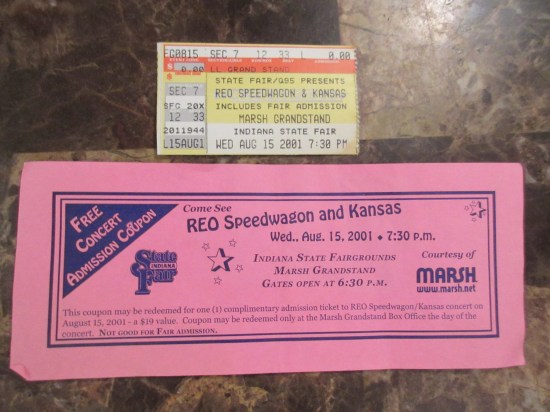 EG0815 SEC 7 12 33 0.00
0.00 LL GRAND STAND
STATE FAIR/Q95 PRESENTS
SEC 7 REO SPEEDWAGON & KANSAS
SFO 20X INCLUDES FAIR ADMISSION
12 33 MARSH GRANDSTAND
2011944 INDIANA STATE FAIR
L15AUG1 WED AUG 15 2001 7:30 PM
FREE
CONCERT
ADMISSION COUPON
Come See
REO Speedwagon and Kansas
Wed., Aug. 15, 2001 • 7:30 p.m.
State
INDIANA
Fair
INDIANA STATE FAIRGROUNDS
MARSH GRANDSTAND
GATES OPEN AT 6:30 P.M.
Courtesy of
MARSH
www.marsh.net
This coupon may be redeemed for one (1) complimentary admission ticket to REO Speedwagon/Kansas concert on
August 15, 2001 - a $19 value. Coupon may be redeemed only at the Marsh Grandstand Box Office the day of the
concert. NOT GOOD FOR FAIR ADMISSION.